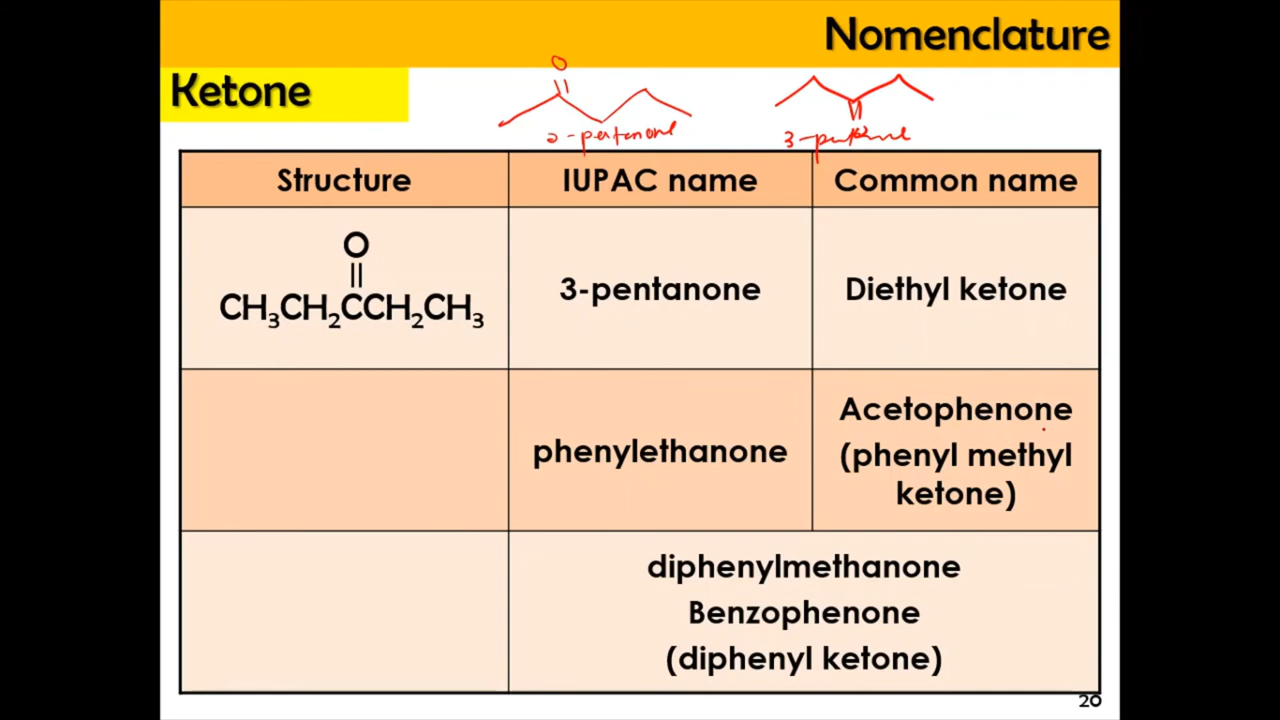 Nomenclature
Ketone
O
2-pentanone
Structure
IUPAC name
Common name
O
CH₃CH₂CCH₂CH₃
3-pentanone
Diethyl ketone
phenylethanone
Acetophenone
(phenyl methyl
ketone)
diphenylmethanone
Benzophenone
(diphenyl ketone)
20